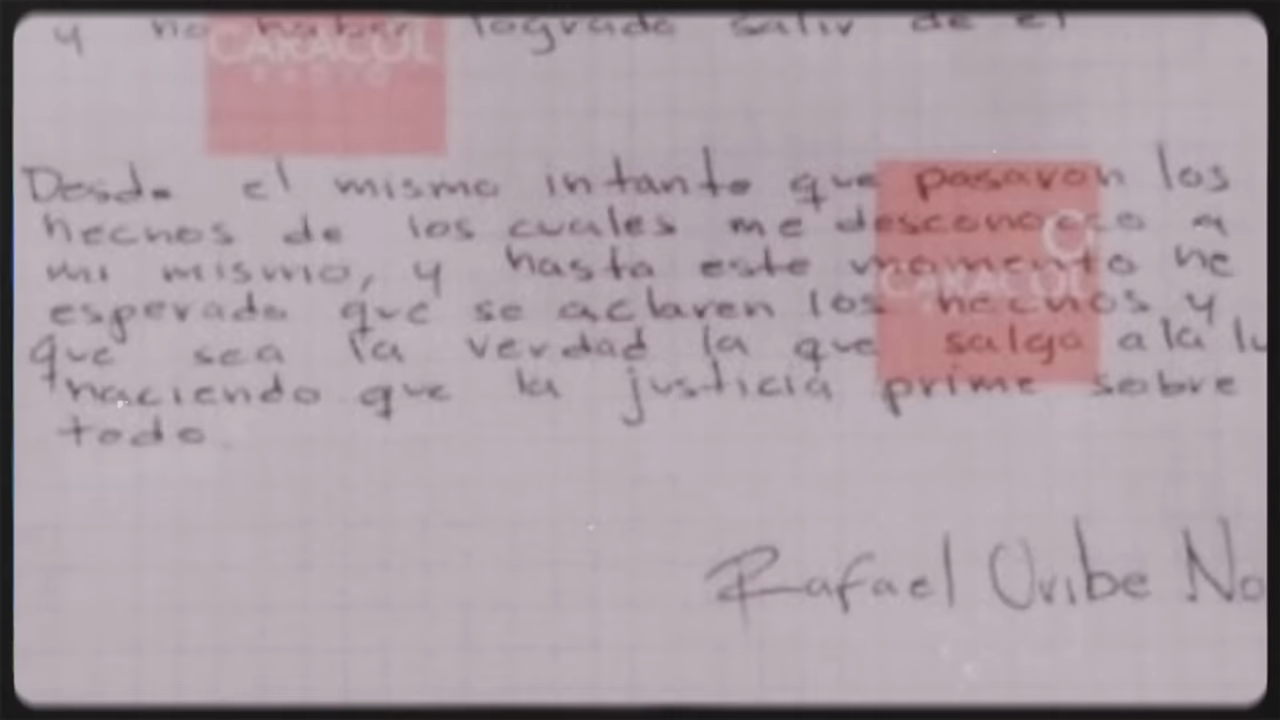 y no haber logrado salir de el
CARACOL
RADIO
Desde el mismo intante que pasaron los
hechos de los cuales me desconozco a
mi mismo, y hasta este momento he
esperado que se aclaren los hechos y
que sea la verdad la que salga a la lu
haciendo que la justicia prime sobre
todo.
C
CARACOL
Rafael Uribe No